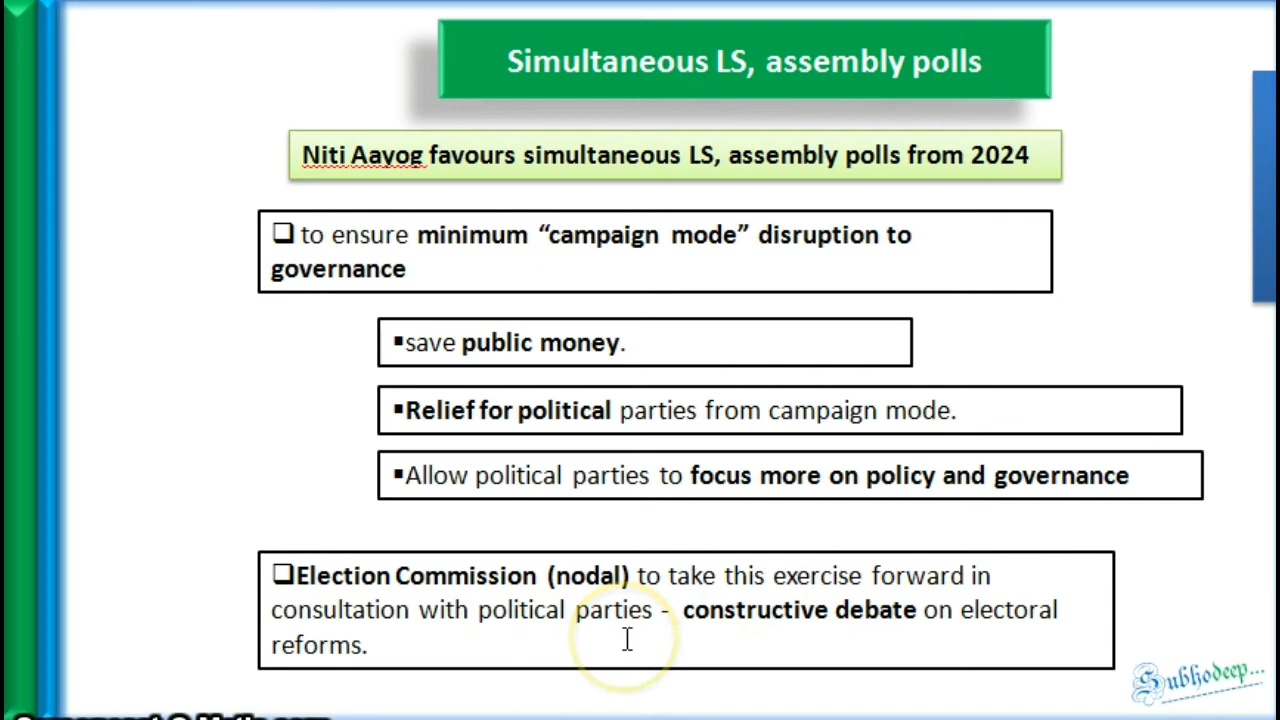 Simultaneous LS, assembly polls
Niti Aayog favours simultaneous LS, assembly polls from 2024
❑ to ensure minimum “campaign mode” disruption to
governance
▪save public money.
▪Relief for political parties from campaign mode.
▪Allow political parties to focus more on policy and governance
❑Election Commission (nodal) to take this exercise forward in
consultation with political parties - constructive debate on electoral
reforms.
Subhodeep...